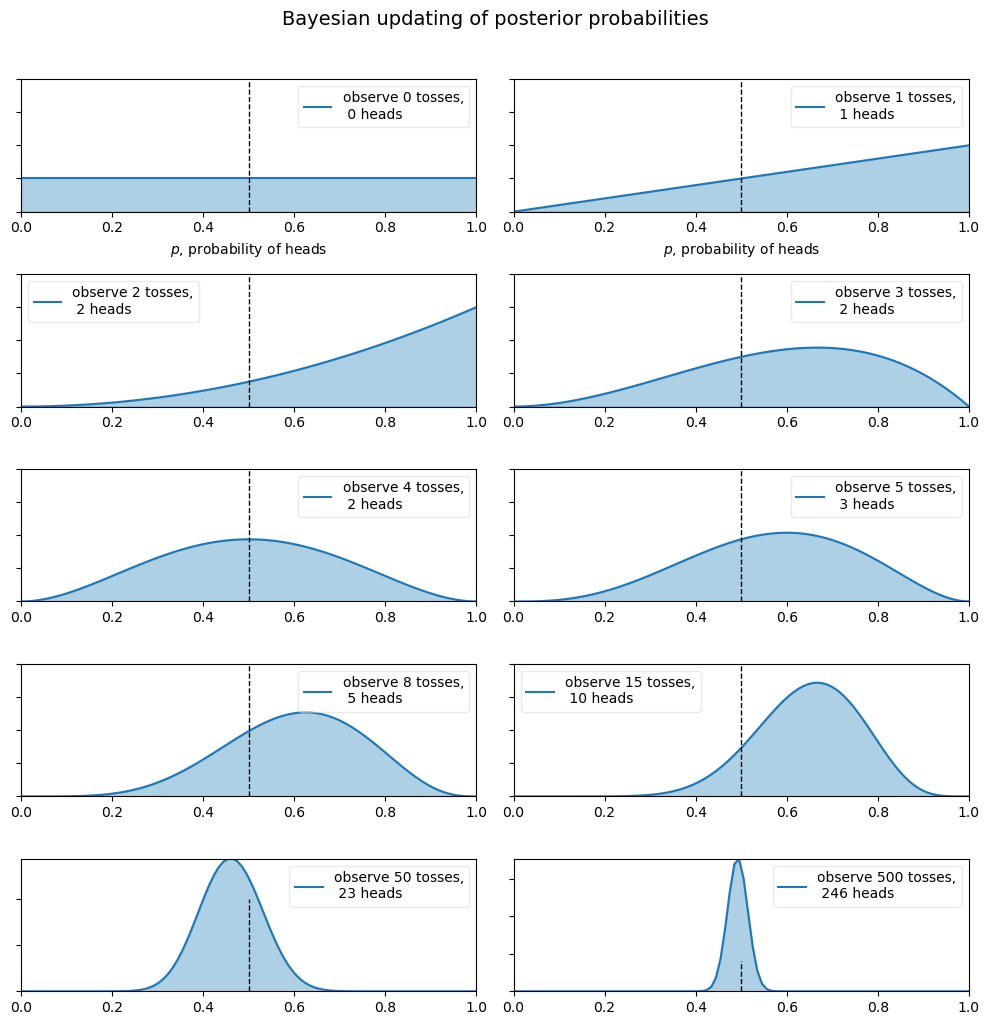 Bayesian updating of posterior probabilities
observe 0 tosses,
0 heads
0.0 0.2 0.4 0.6 0.8 1.0
p, probability of heads
observe 1 tosses,
1 heads
0.0 0.2 0.4 0.6 0.8 1.0
p, probability of heads
observe 2 tosses,
2 heads
0.0 0.2 0.4 0.6 0.8 1.0
observe 3 tosses,
2 heads
0.0 0.2 0.4 0.6 0.8 1.0
observe 4 tosses,
2 heads
0.0 0.2 0.4 0.6 0.8 1.0
observe 5 tosses,
3 heads
0.0 0.2 0.4 0.6 0.8 1.0
observe 8 tosses,
5 heads
0.0 0.2 0.4 0.6 0.8 1.0
observe 15 tosses,
10 heads
0.0 0.2 0.4 0.6 0.8 1.0
observe 50 tosses,
23 heads
0.0 0.2 0.4 0.6 0.8 1.0
observe 500 tosses,
246 heads
0.0 0.2 0.4 0.6 0.8 1.0